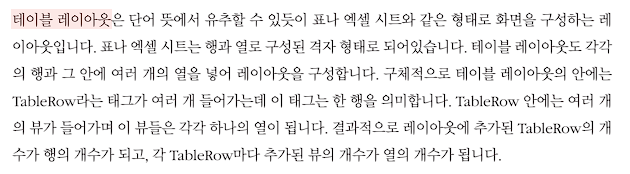 테이블 레이아웃은 단어 뜻에서 유추할 수 있듯이 표나 엑셀 시트와 같은 형태로 화면을 구성하는 레
이아웃입니다. 표나 엑셀 시트는 행과 열로 구성된 격자 형태로 되어있습니다. 테이블 레이아웃도 각각
의 행과 그 안에 여러 개의 열을 넣어 레이아웃을 구성합니다. 구체적으로 테이블 레이아웃의 안에는
TableRow라는 태그가 여러 개 들어가는데 이 태그는 한 행을 의미합니다. TableRow 안에는 여러 개
의 뷰가 들어가며 이 뷰들은 각각 하나의 열이 됩니다. 결과적으로 레이아웃에 추가된 TableRow의 개
수가 행의 개수가 되고, 각 TableRow마다 추가된 뷰의 개수가 열의 개수가 됩니다.